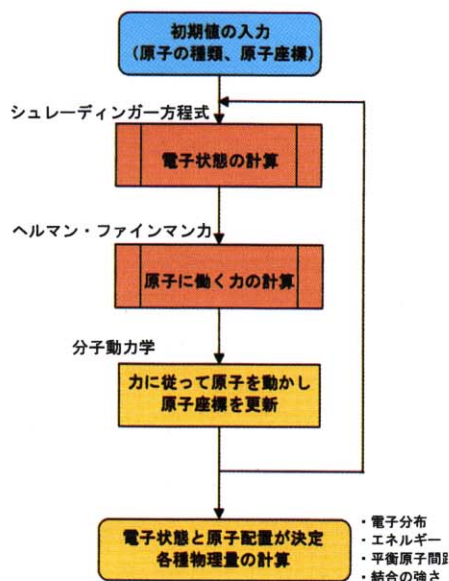 初期値の入力
(原子の種類、原子座標)
シュレーディンガー方程式
電子状態の計算
ヘルマン・ファインマン力
原子に働く力の計算
分子動力学
力に従って原子を動かし
原子座標を更新
電子状態と原子配置が決定
各種物理量の計算
・電子分布
・エネルギー
・平衡原子間距
・結合の強さ